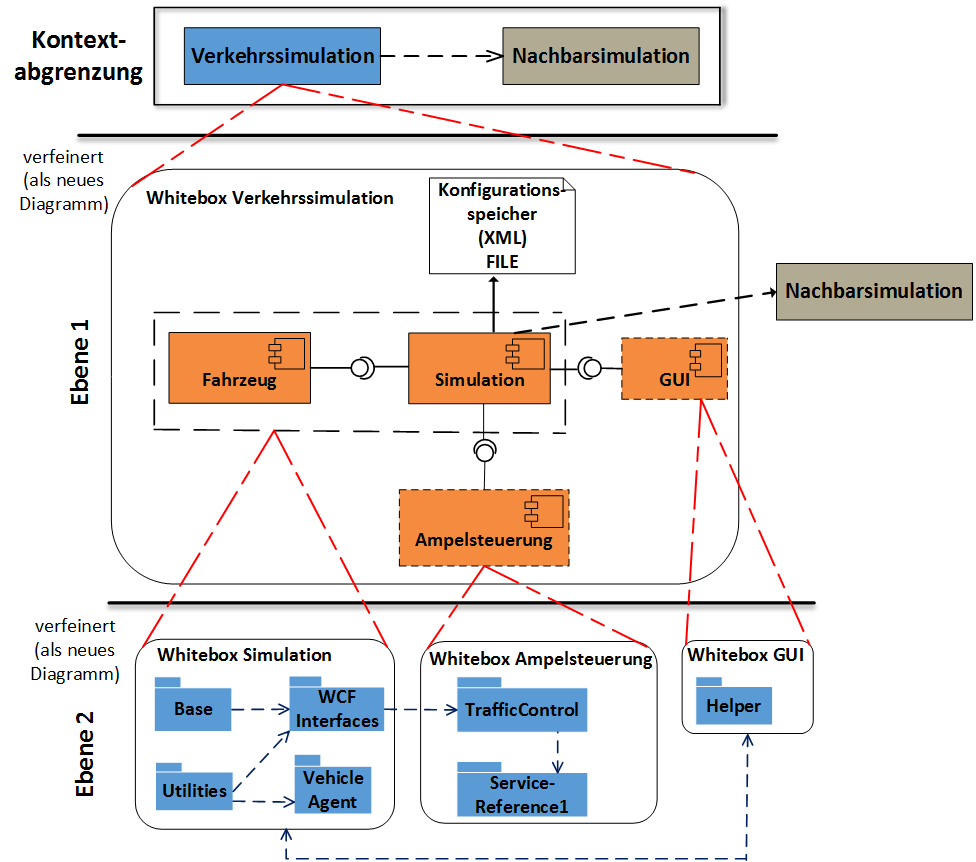 Kontext-
abgrenzung
Verkehrssimulation
Nachbarsimulation
verfeinert
(als neues
Diagramm)
Whitebox Verkehrssimulation
Konfigurations-
speicher
(XML)
FILE
Nachbarsimulation
Ebene 1
Fahrzeug
Simulation
GUI
Ampelsteuerung
verfeinert
(als neues
Diagramm)
Ebene 2
Whitebox Simulation
Base
WCF
Interfaces
Utilities
Vehicle
Agent
Whitebox Ampelsteuerung
TrafficControl
Service-
Reference1
Whitebox GUI
Helper